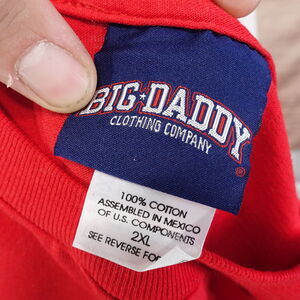 BIG★DADDY
CLOTHING COMPANY
®
100% COTTON
ASSEMBLED IN MEXICO
OF U.S. COMPONENTS
2XL
SEE REVERSE FOR